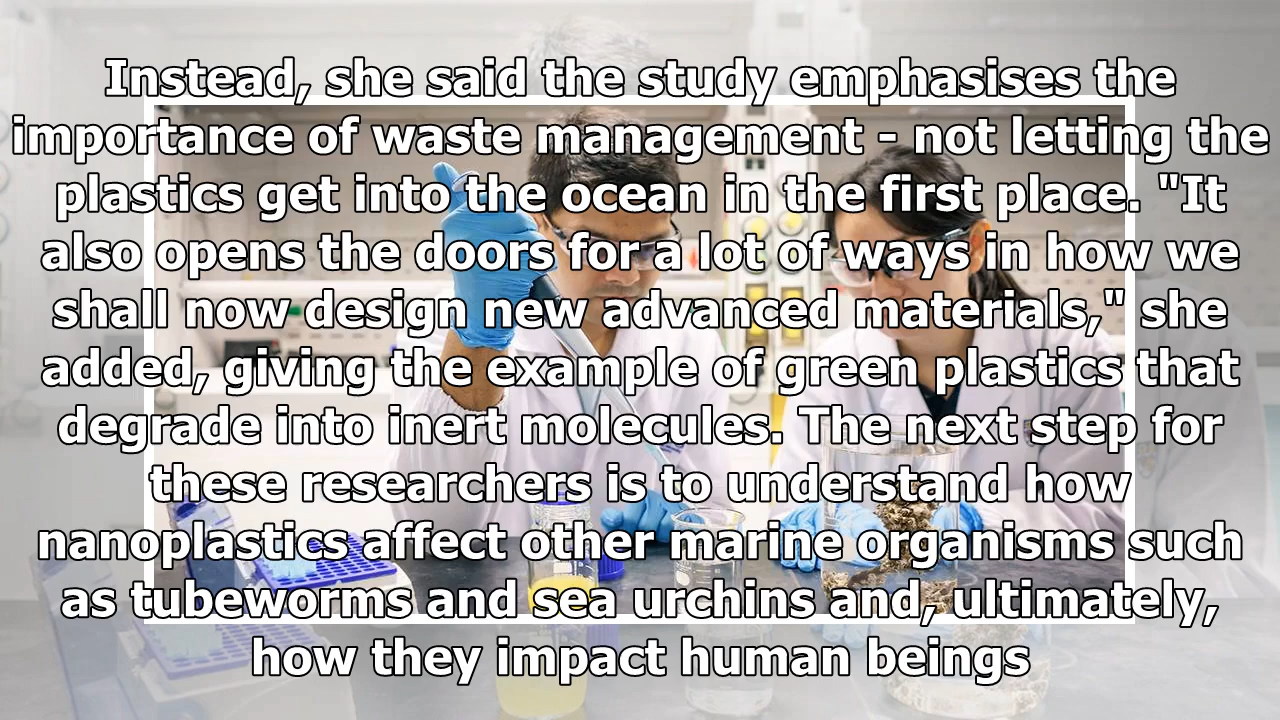 Instead, she said the study emphasises the
importance of waste management - not letting the
plastics get into the ocean in the first place. "It
also opens the doors for a lot of ways in how we
shall now design new advanced materials," she
added, giving the example of green plastics that
degrade into inert molecules. The next step for
these researchers is to understand how
nanoplastics affect other marine organisms such
as tubeworms and sea urchins and, ultimately,
how they impact human beings